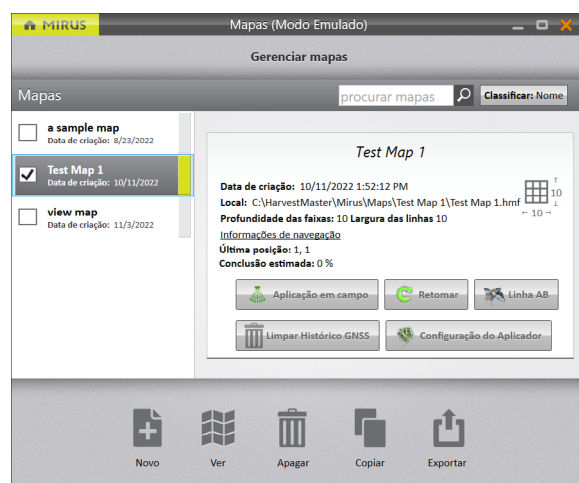 MIRUS
Mapas (Modo Emulado)
Gerenciar mapas
Mapas
procurar mapas
Classificar: Nome
a sample map
Data de criação: 8/23/2022
Test Map 1
Data de criação: 10/11/2022
view map
Data de criação: 11/3/2022
Test Map 1
Data de criação: 10/11/2022 1:52:12 PM
Local: C:\HarvestMaster\Mirus\Maps\Test Map 1\Test Map 1.hmf
Profundidade das faixas: 10 Largura das linhas 10
10
10
Informações de navegação
Última posição: 1, 1
Conclusão estimada: 0 %
Aplicação em campo
Retomar
Linha AB
Limpar Histórico GNSS
Configuração do Aplicador
Novo
Ver
Apagar
Copiar
Exportar